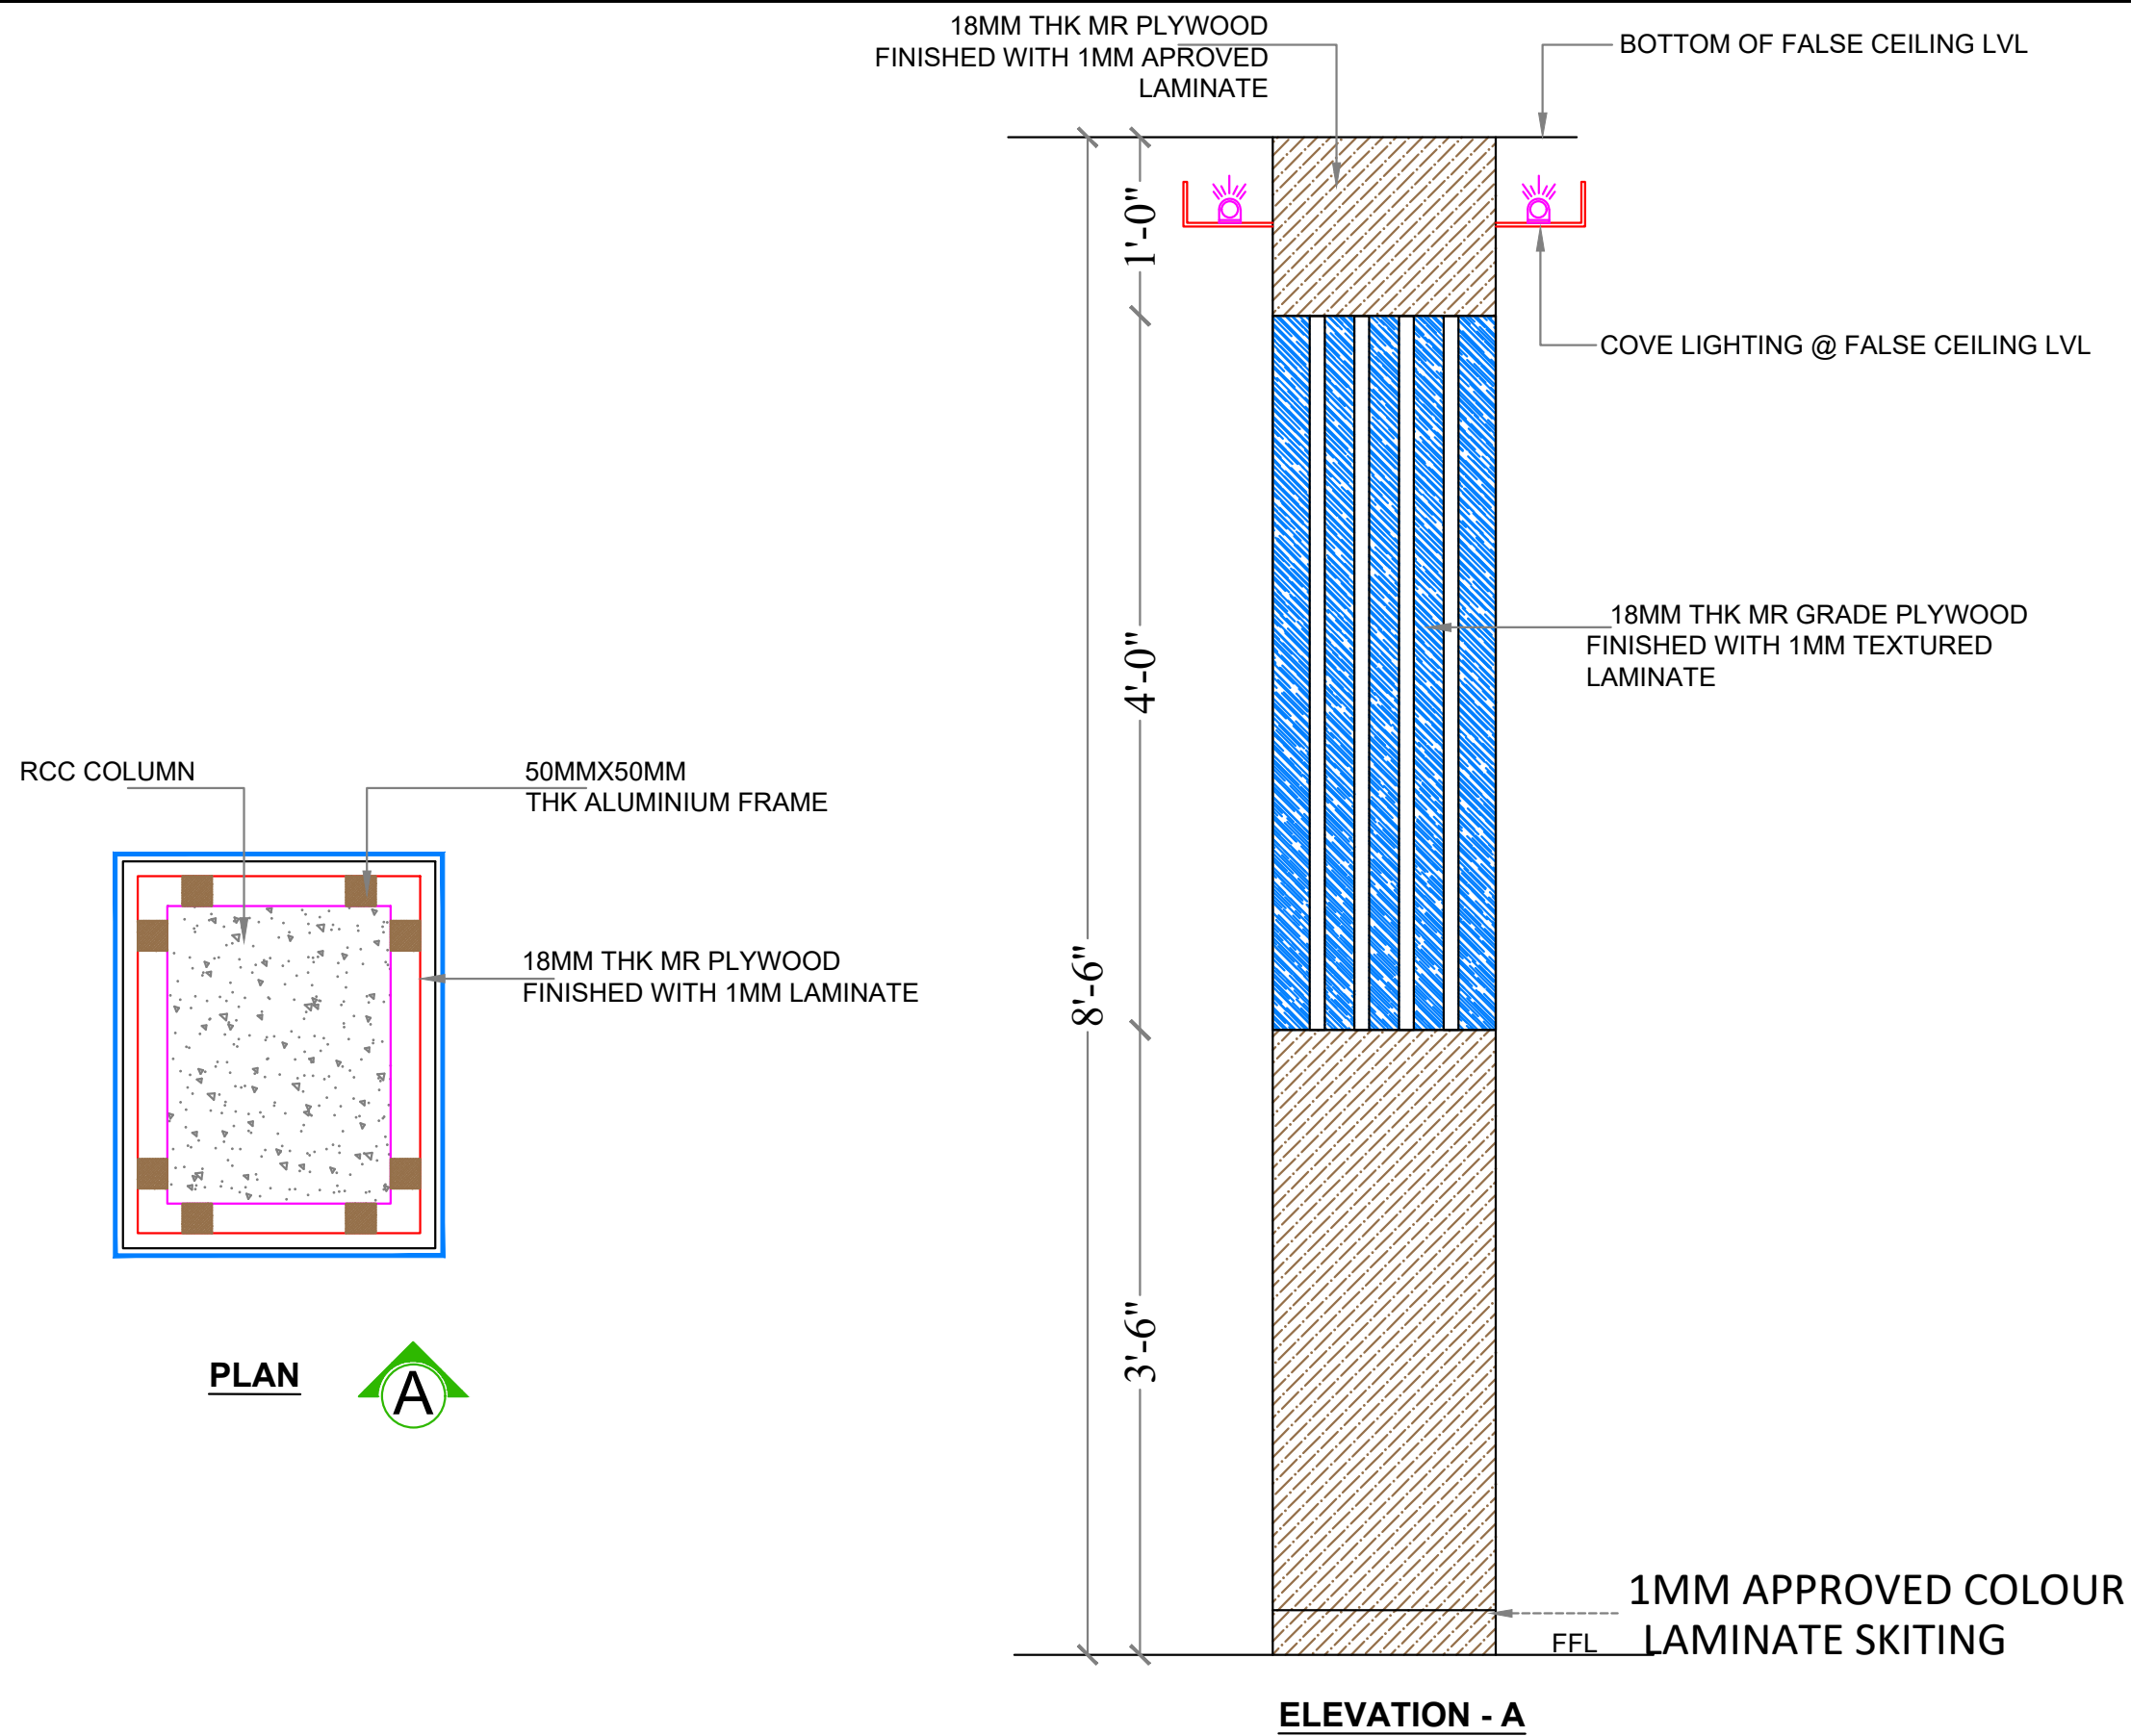 18MM THK MR PLYWOOD
FINISHED WITH 1MM APROVED
LAMINATE
BOTTOM OF FALSE CEILING LVL
1'-0"
COVE LIGHTING @ FALSE CEILING LVL
4'-0"
18MM THK MR GRADE PLYWOOD
FINISHED WITH 1MM TEXTURED
LAMINATE
RCC COLUMN
50MMX50MM
THK ALUMINIUM FRAME
18MM THK MR PLYWOOD
FINISHED WITH 1MM LAMINATE
8'-6"
3'-6"
PLAN
A
1MM APPROVED COLOUR
LAMINATE SKITING
FFL
ELEVATION - A